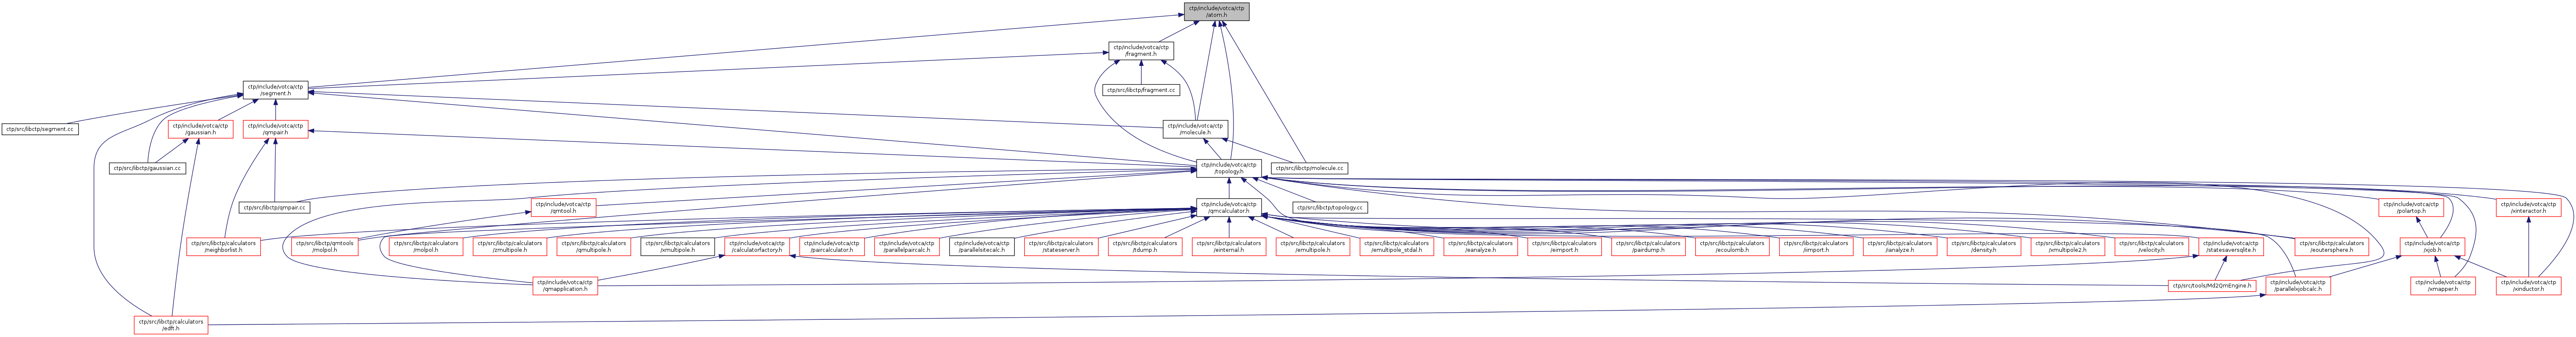 ctp/include/votca/ctp
/atom.h
ctp/include/votca/ctp
/fragment.h
ctp/include/votca/ctp
/segment.h
ctp/src/libctp/fragment.cc
ctp/src/libctp/segment.cc
ctp/include/votca/ctp
/gaussian.h
ctp/include/votca/ctp
/qmpair.h
ctp/include/votca/ctp
/molecule.h
ctp/src/libctp/gaussian.cc
ctp/include/votca/ctp
/topology.h
ctp/src/libctp/molecule.cc
ctp/src/libctp/qmpair.cc
ctp/include/votca/ctp
/qmtool.h
ctp/include/votca/ctp
/qmcalculator.h
ctp/src/libctp/topology.cc
ctp/include/votca/ctp
/polartop.h
ctp/include/votca/ctp
/xinteractor.h
ctp/src/libctp/calculators
/neighborlist.h
ctp/src/libctp/qmtools
/molpol.h
ctp/src/libctp/calculators
/molpol.h
ctp/src/libctp/calculators
/zmultipole.h
ctp/src/libctp/calculators
/qmultipole.h
ctp/src/libctp/calculators
/xmultipole.h
ctp/include/votca/ctp
/calculatorfactory.h
ctp/include/votca/ctp
/paircalculator.h
ctp/include/votca/ctp
/parallelpaircalc.h
ctp/include/votca/ctp
/parallelsitecalc.h
ctp/src/libctp/calculators
/stateserver.h
ctp/src/libctp/calculators
/tdump.h
ctp/src/libctp/calculators
/einternal.h
ctp/src/libctp/calculators
/emultipole.h
ctp/src/libctp/calculators
/emultipole_stdal.h
ctp/src/libctp/calculators
/eanalyze.h
ctp/src/libctp/calculators
/eimport.h
ctp/src/libctp/calculators
/pairdump.h
ctp/src/libctp/calculators
/ecoulomb.h
ctp/src/libctp/calculators
/iimport.h
ctp/src/libctp/calculators
/ianalyze.h
ctp/src/libctp/calculators
/density.h
ctp/src/libctp/calculators
/xmultipole2.h
ctp/src/libctp/calculators
/velocity.h
ctp/include/votca/ctp
/statesaversqlite.h
ctp/src/libctp/calculators
/eoutersphere.h
ctp/include/votca/ctp
/xjob.h
ctp/include/votca/ctp
/qmapplication.h
ctp/src/tools/Md2QmEngine.h
ctp/include/votca/ctp
/parallelxjobcalc.h
ctp/include/votca/ctp
/xmapper.h
ctp/include/votca/ctp
/xinductor.h
ctp/src/libctp/calculators
/edft.h